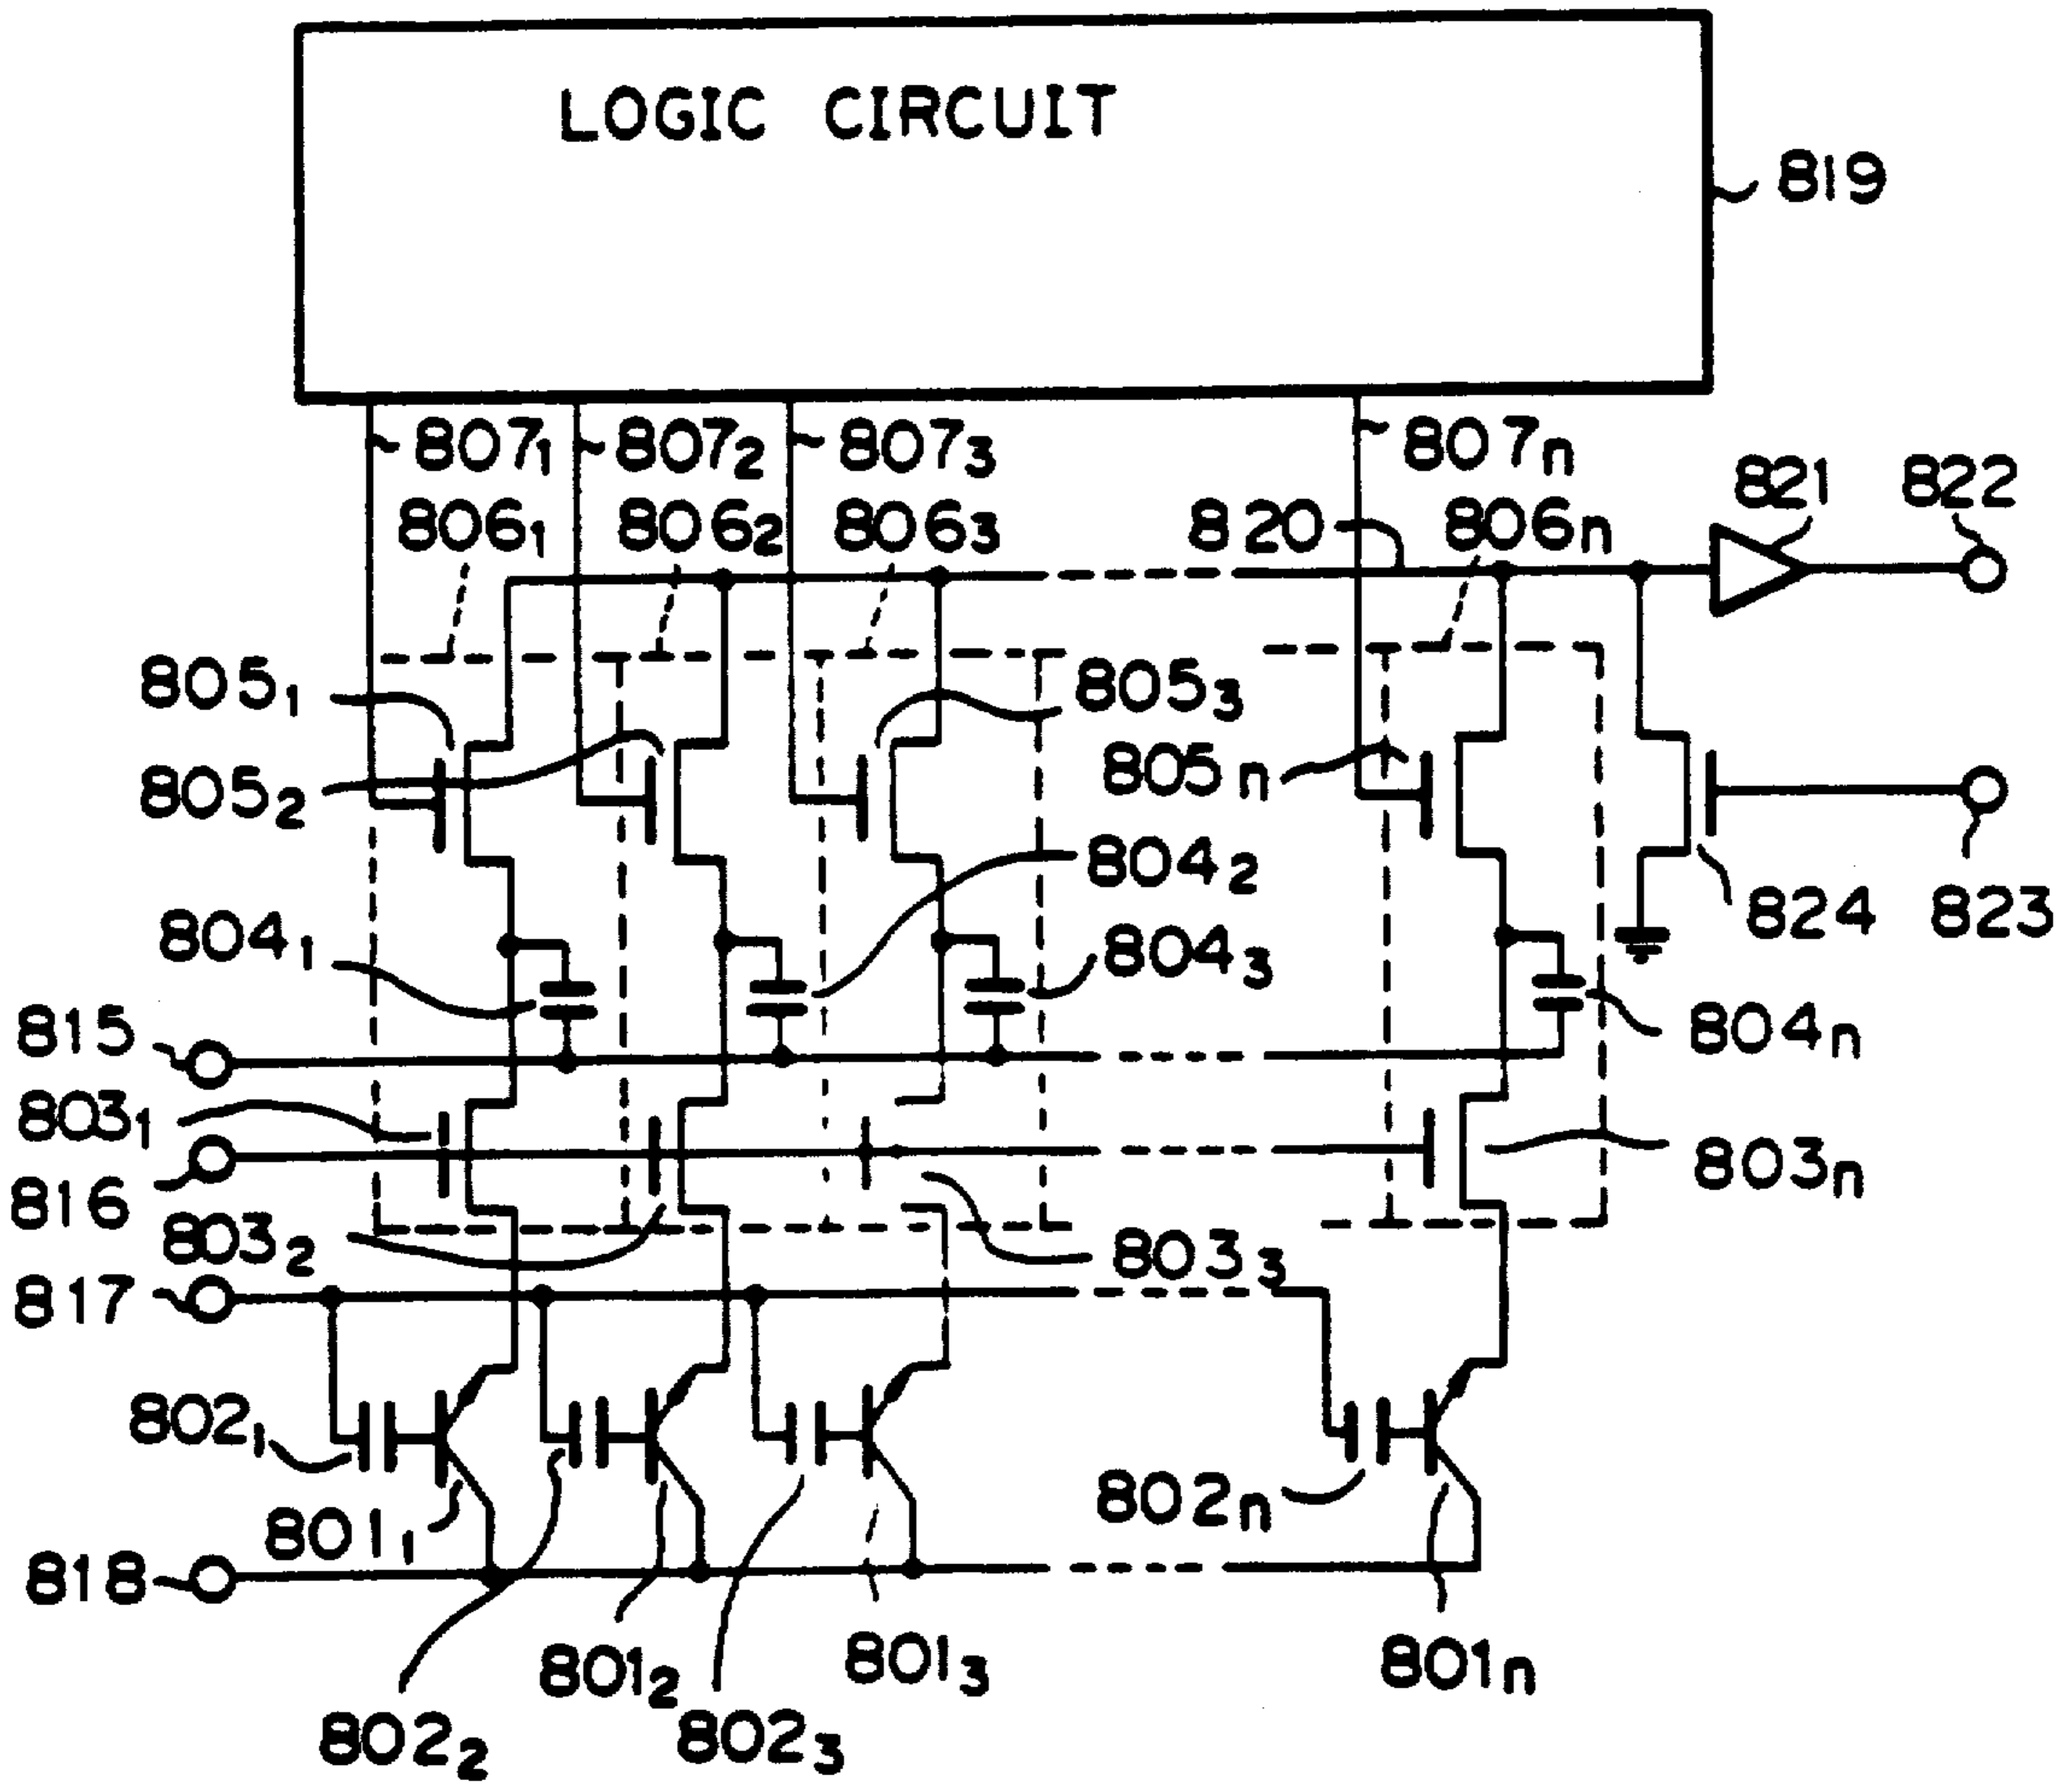 LOGIC CIRCUIT
819
807₁ 807₂ 807₃ 807n
821 822
806₁ 806₂ 806₃ 820 806n
805₁ 805₃
805₂ 805n
804₂
804₁ 804₃ 824 823
815 804n
803₁
816 803n
803₂ 803₃
817
802₁
802n
801₁
818
801₂ 801₃ 801n
802₂ 802₃